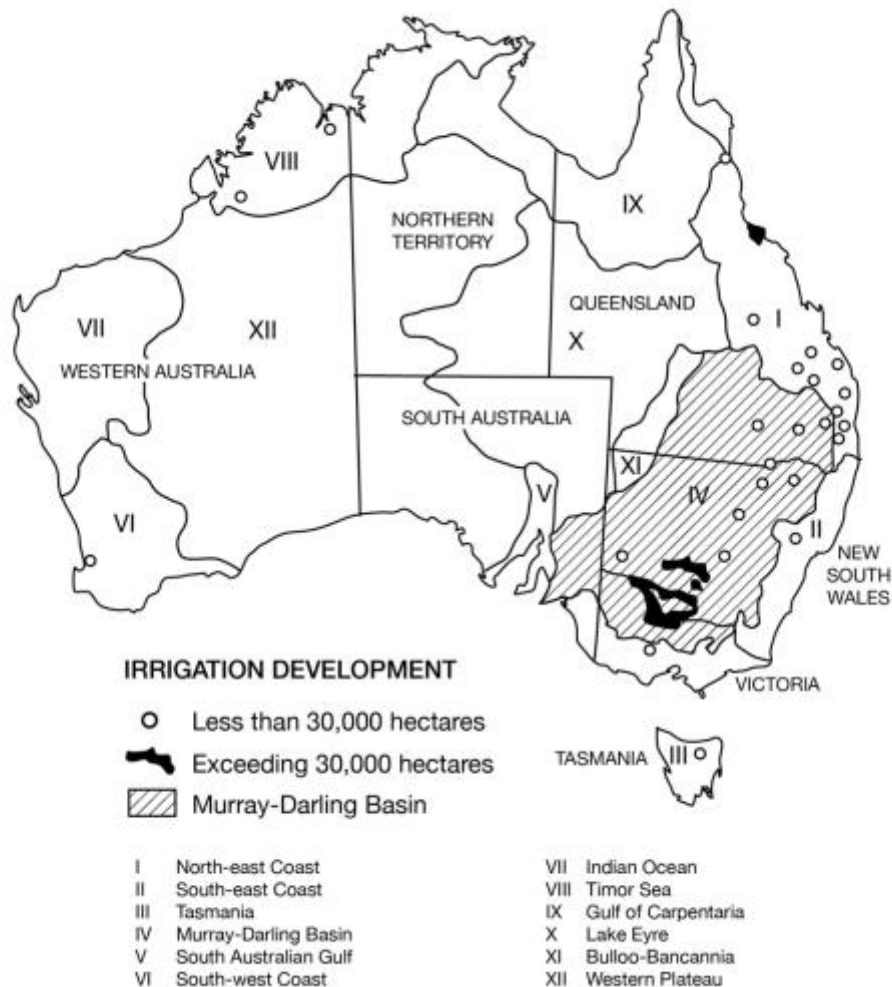 VIII
IX
NORTHERN
TERRITORY
QUEENSLAND
I
VII
XII
X
WESTERN AUSTRALIA
SOUTH AUSTRALIA
XI
V
IV
VI
II
NEW
SOUTH
WALES
IRRIGATION DEVELOPMENT
VICTORIA
Less than 30,000 hectares
TASMANIA
III
Exceeding 30,000 hectares
Murray-Darling Basin
I North-east Coast
II South-east Coast
III Tasmania
IV Murray-Darling Basin
V South Australian Gulf
VI South-west Coast
VII Indian Ocean
VIII Timor Sea
IX Gulf of Carpentaria
X Lake Eyre
XI Bulloo-Bancannia
XII Western Plateau